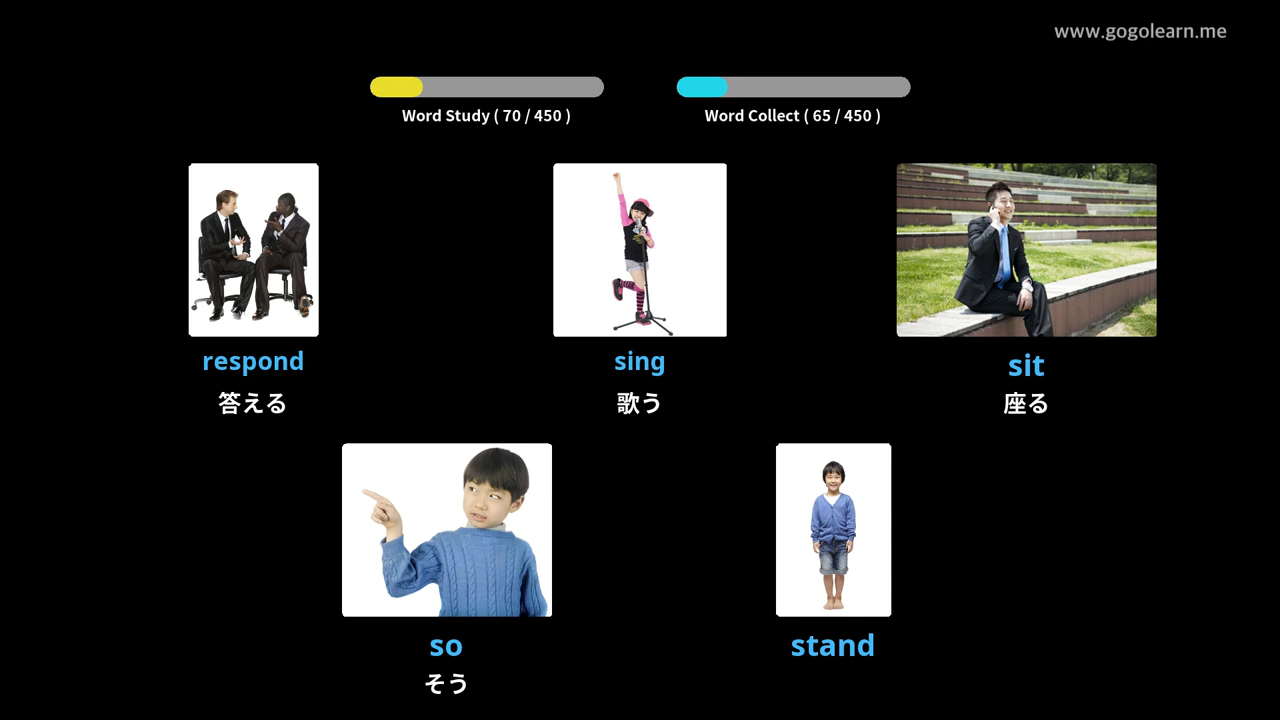 www.gogolearn.me
Word Study ( 70 / 450 )
Word Collect ( 65 / 450 )
respond
答える
sing
歌う
sit
座る
so
そう
stand